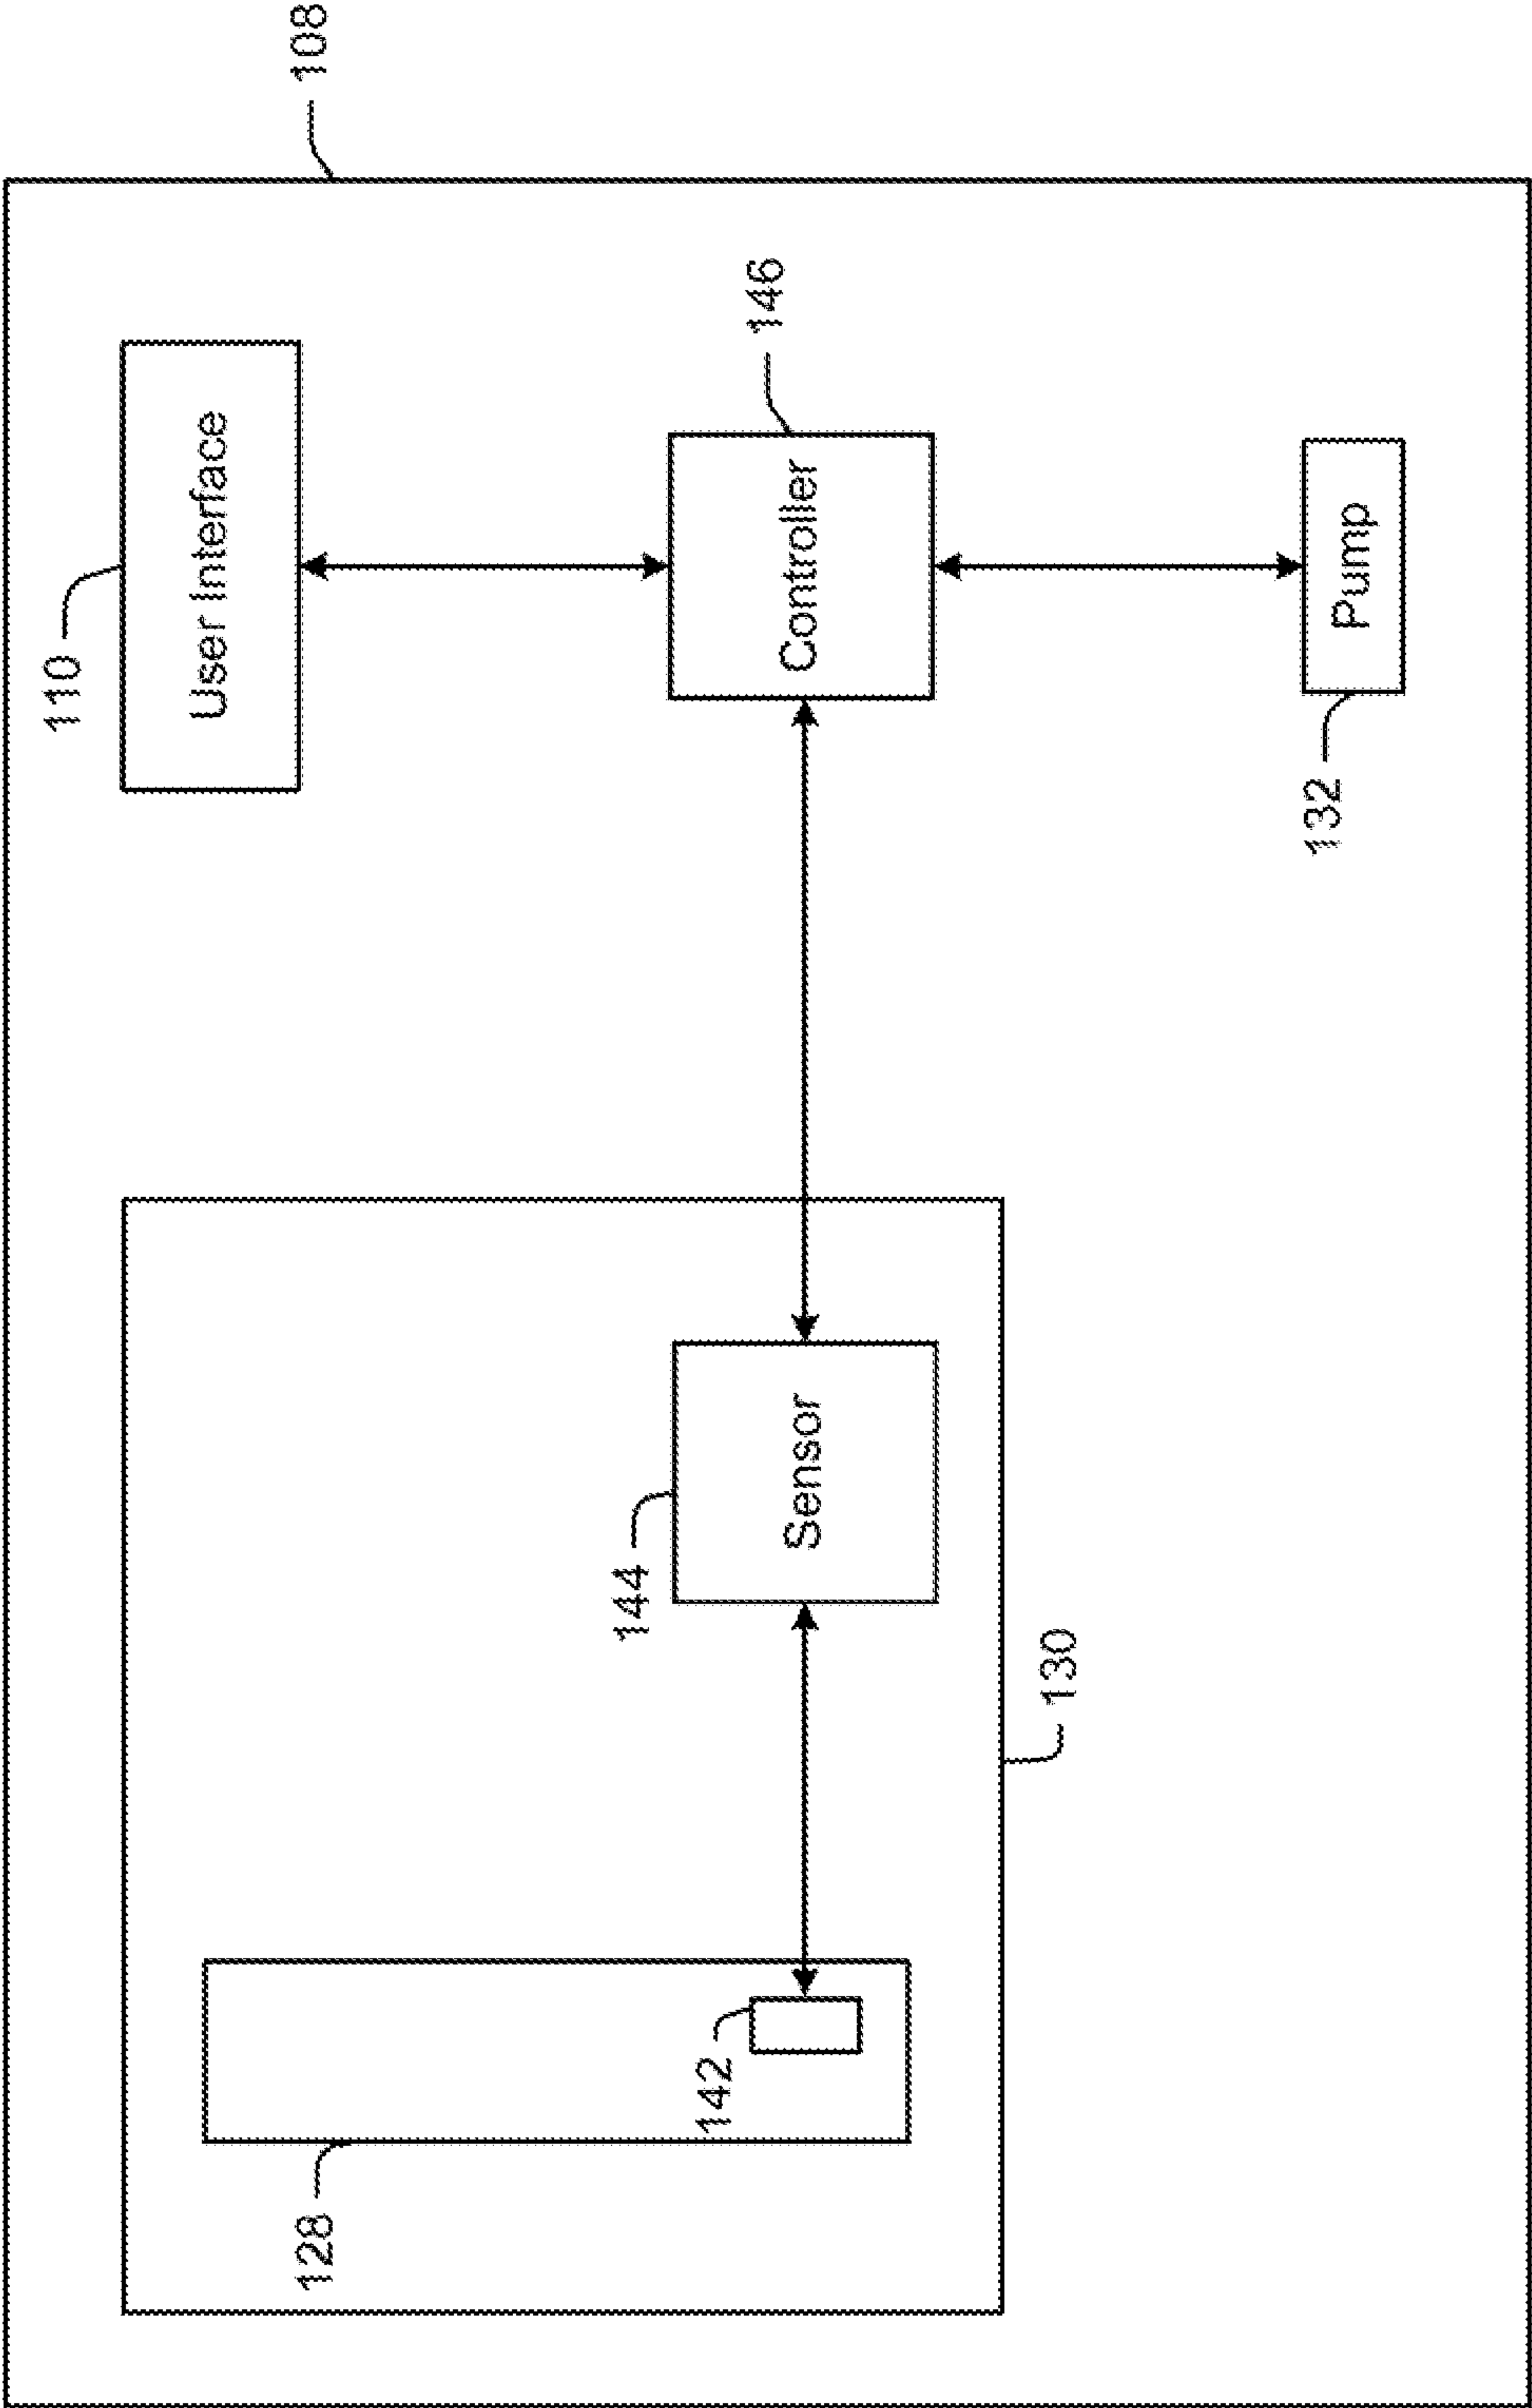 110
User Interface
128
108
144
142
146
Sensor
Controller
130
132
Pump